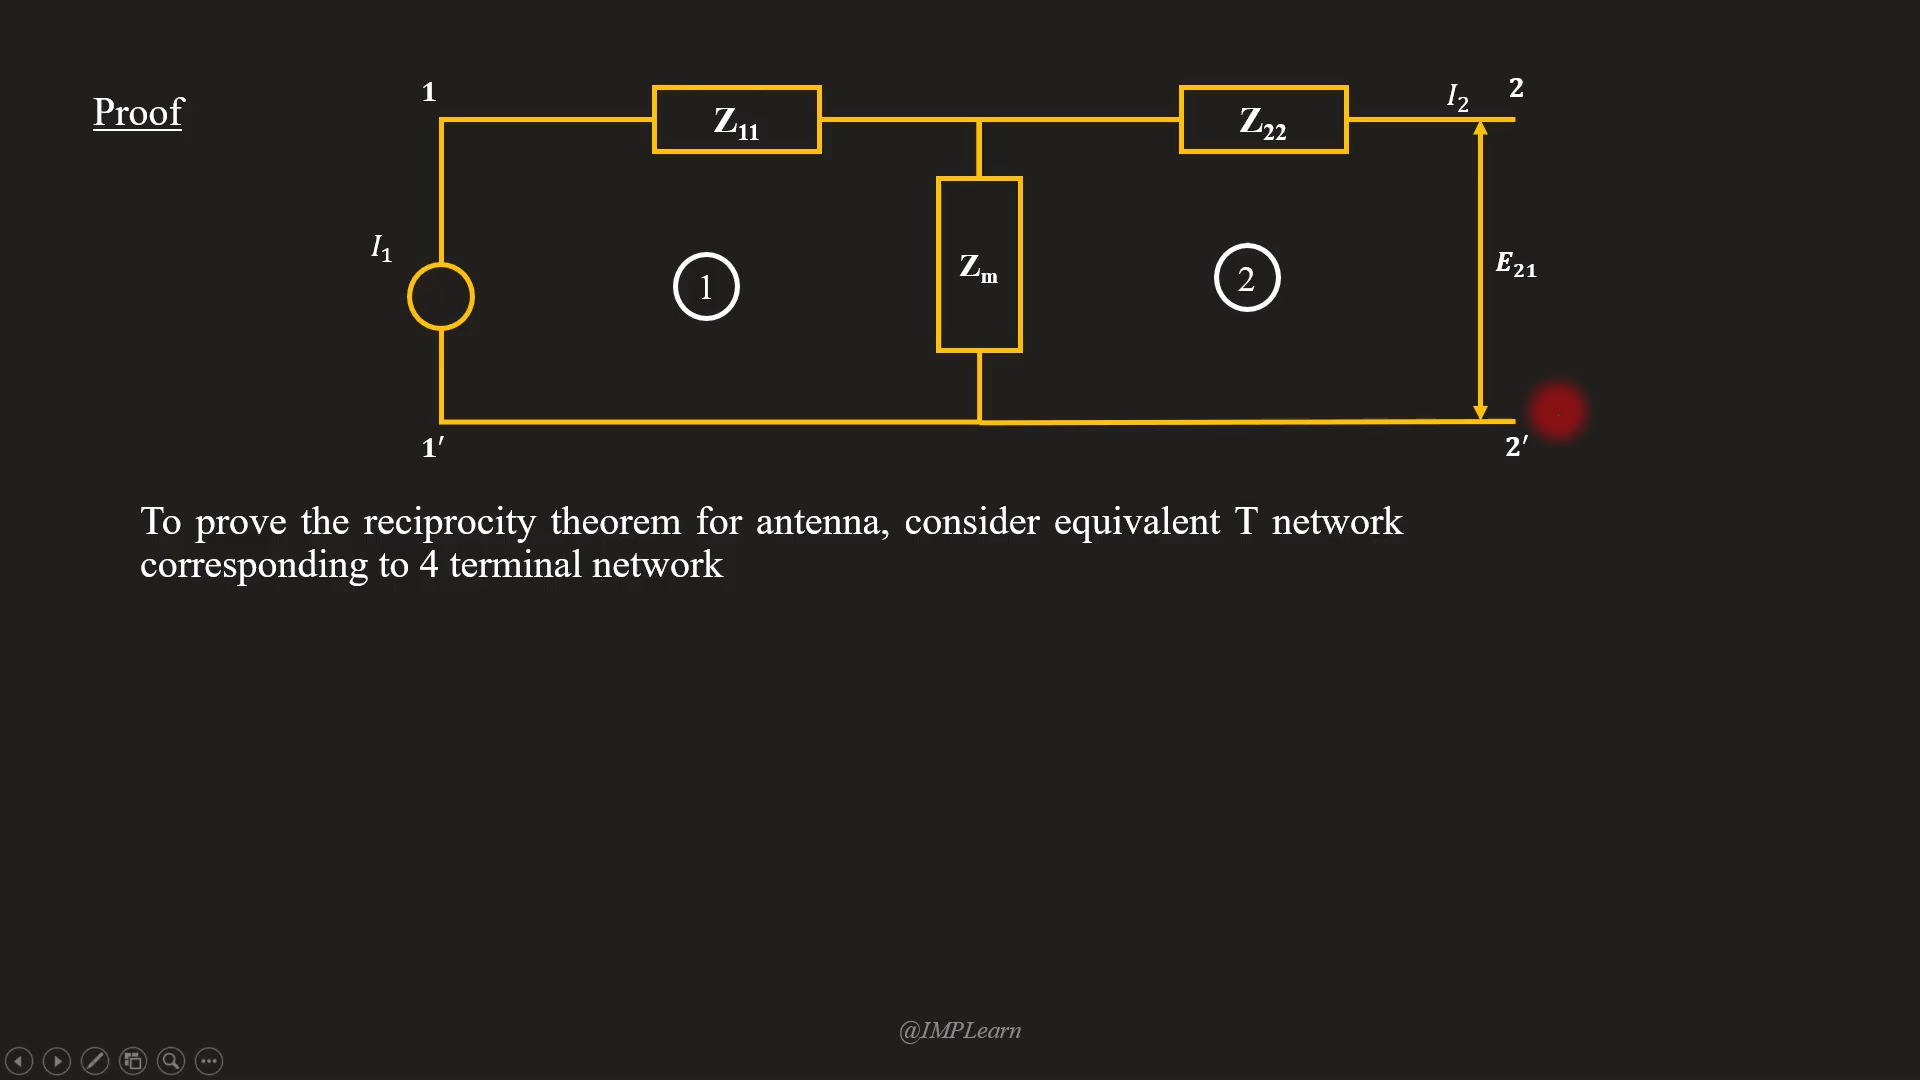 Proof
1
Z11
Z22
I2
2
I1
1
Zm
2
E21
1′
2′
To prove the reciprocity theorem for antenna, consider equivalent T network
corresponding to 4 terminal network
@IMPLearn